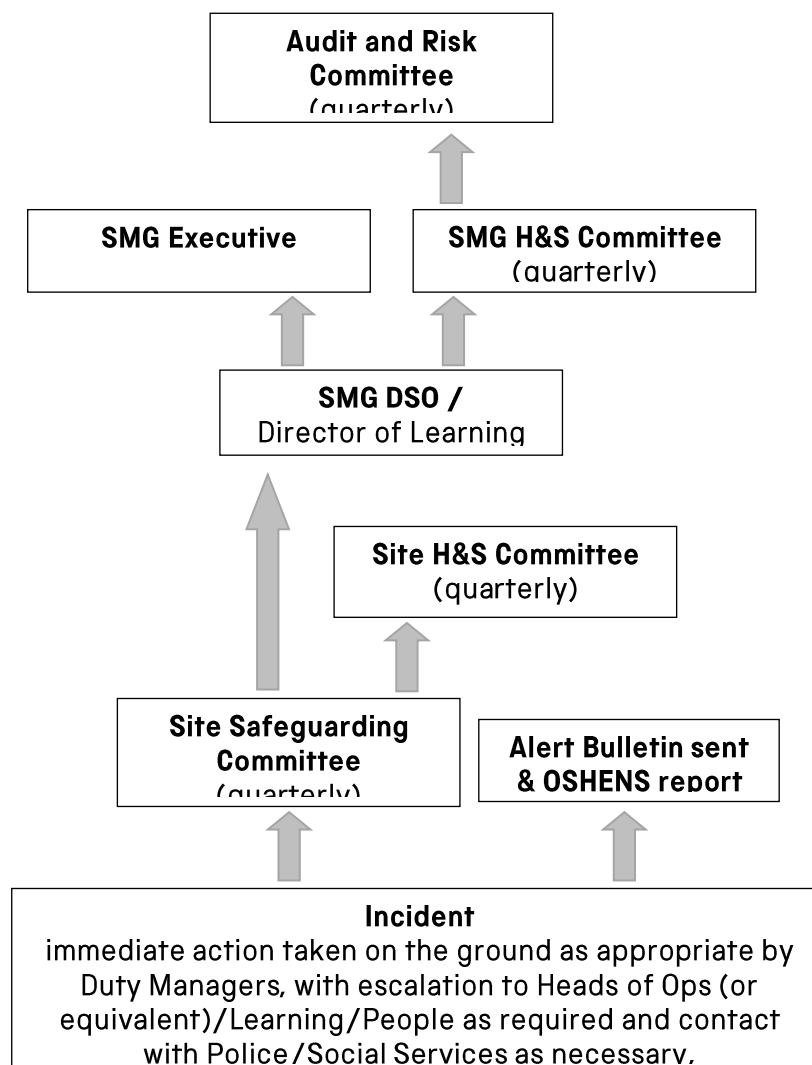 Audit and Risk
Committee
(quarterly)
SMG Executive
SMG H&S Committee
(quarterly)
SMG DSO /
Director of Learning
Site H&S Committee
(quarterly)
Site Safeguarding
Committee
(quarterly)
Alert Bulletin sent
& OSHENS report
Incident
immediate action taken on the ground as appropriate by
Duty Managers, with escalation to Heads of Ops (or
equivalent)/Learning/People as required and contact
with Police/Social Services as necessary,